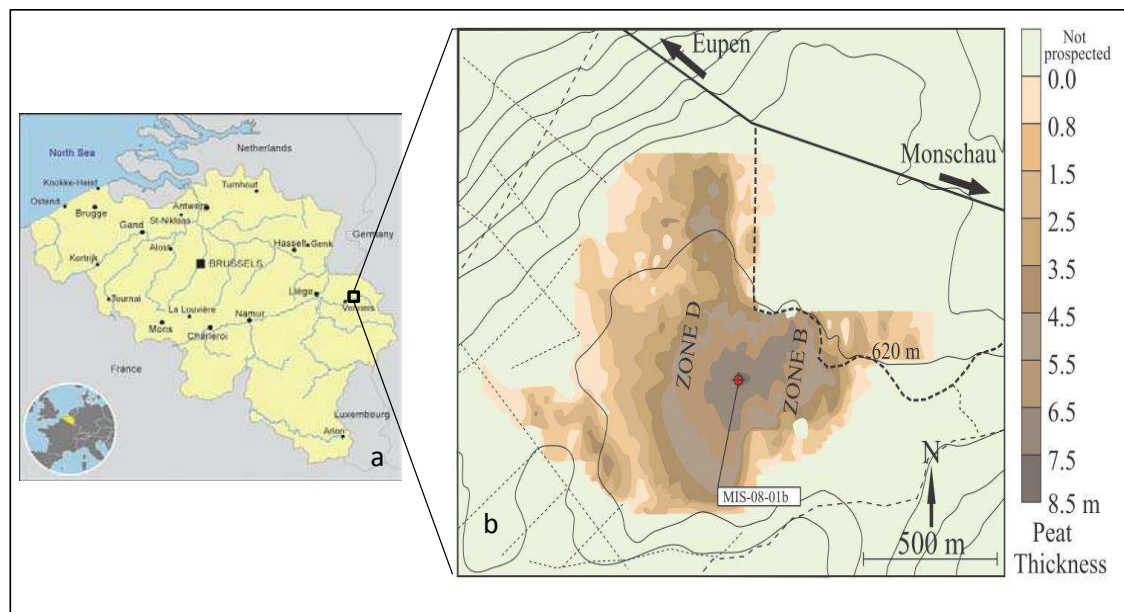 North Sea
Netherlands
Knokke-Heist
Ostend
Brugge
Turnhout
Antwerp
St-Niklaas
Gand
Germany
Hasselt
Genk
Alost
Kortrijk
BRUSSELS
Liège
Verviers
Tournai
La Louvière
Namur
Mons
Charleroi
France
Luxembourg
Arlon
a
Eupen
Monschau
ZONE D
ZONE B
620 m
MIS-08-01b
b
N
500 m
Not
prospected
0.0
0.8
1.5
2.5
3.5
4.5
5.5
6.5
7.5
8.5 m
Peat
Thickness